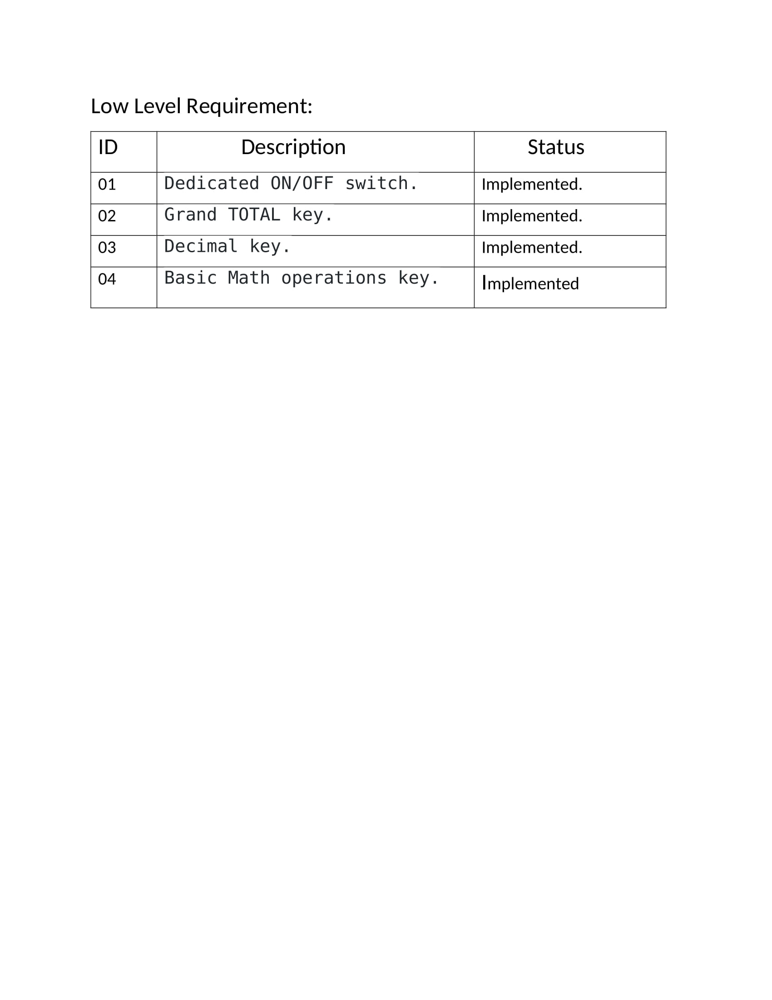 Low Level Requirement:
ID Description Status
01 Dedicated ON/OFF switch. Implemented.
02 Grand TOTAL key. Implemented.
03 Decimal key. Implemented.
04 Basic Math operations key. Implemented